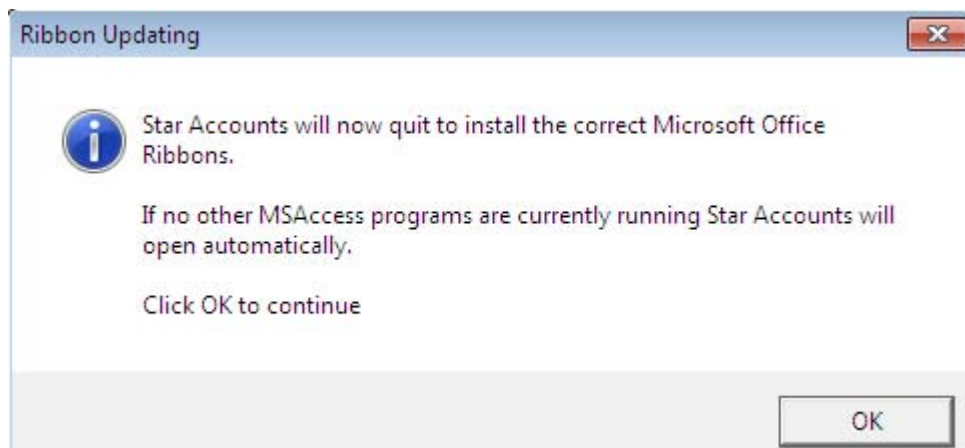 Ribbon Updating
Star Accounts will now quit to install the correct Microsoft Office
Ribbons.
If no other MSAccess programs are currently running Star Accounts will
open automatically.
Click OK to continue
OK